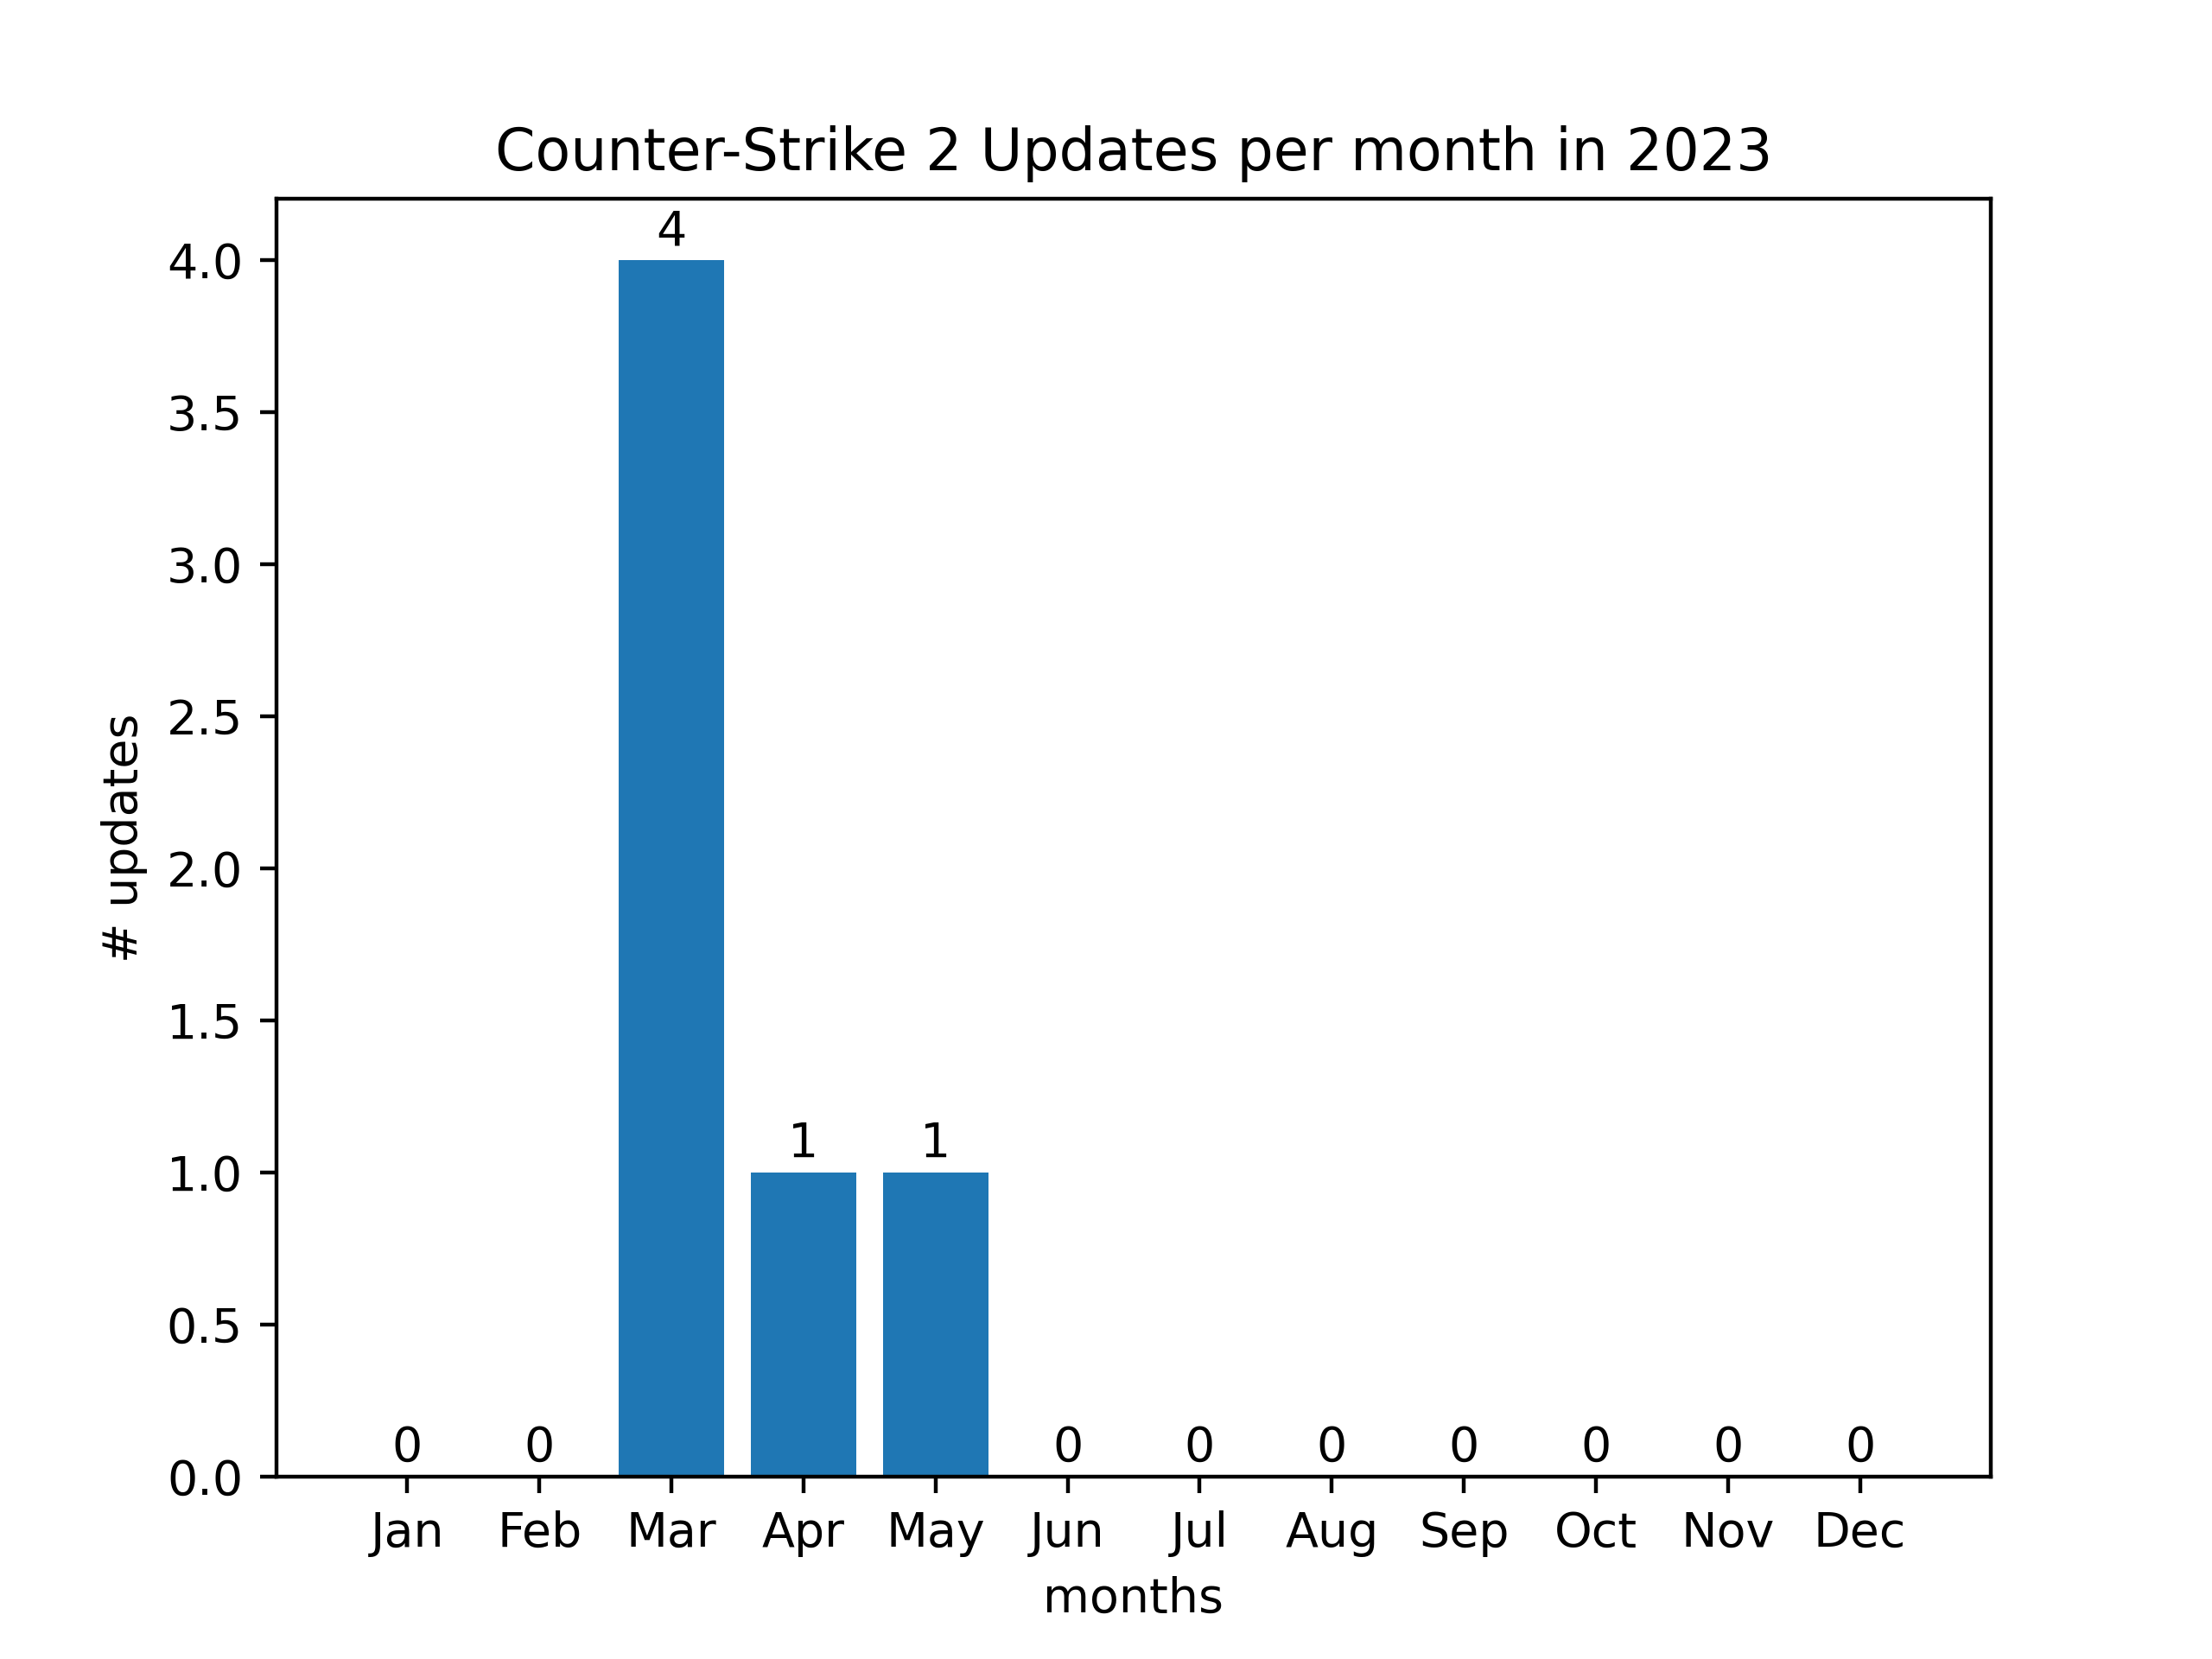 Counter-Strike 2 Updates per month in 2023
4
4.0
3.5
3.0
2.5
# updates
2.0
1.5
1 1
1.0
0.5
0 0 0 0 0 0 0 0 0
0.0
Jan Feb Mar Apr May Jun Jul Aug Sep Oct Nov Dec
months